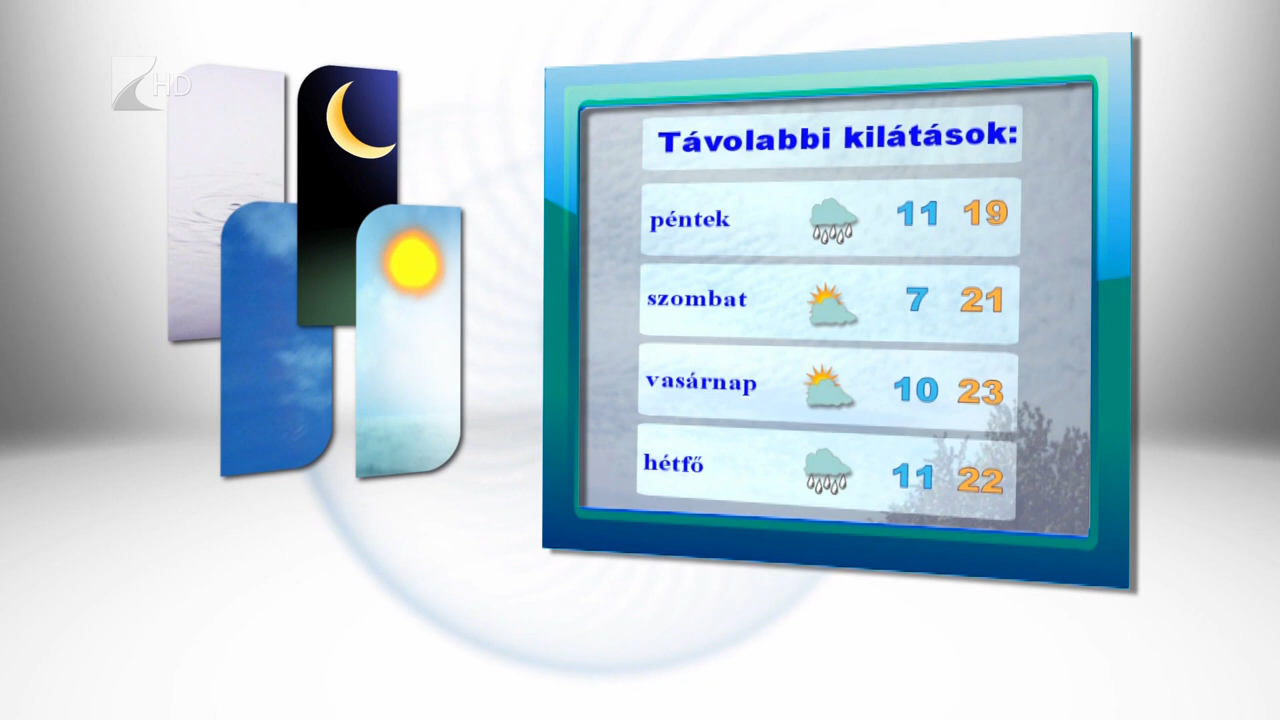 HD
Távolabbi kilátások:
péntek 11 19
szombat 7 21
vasárnap 10 23
hétfő 11 22